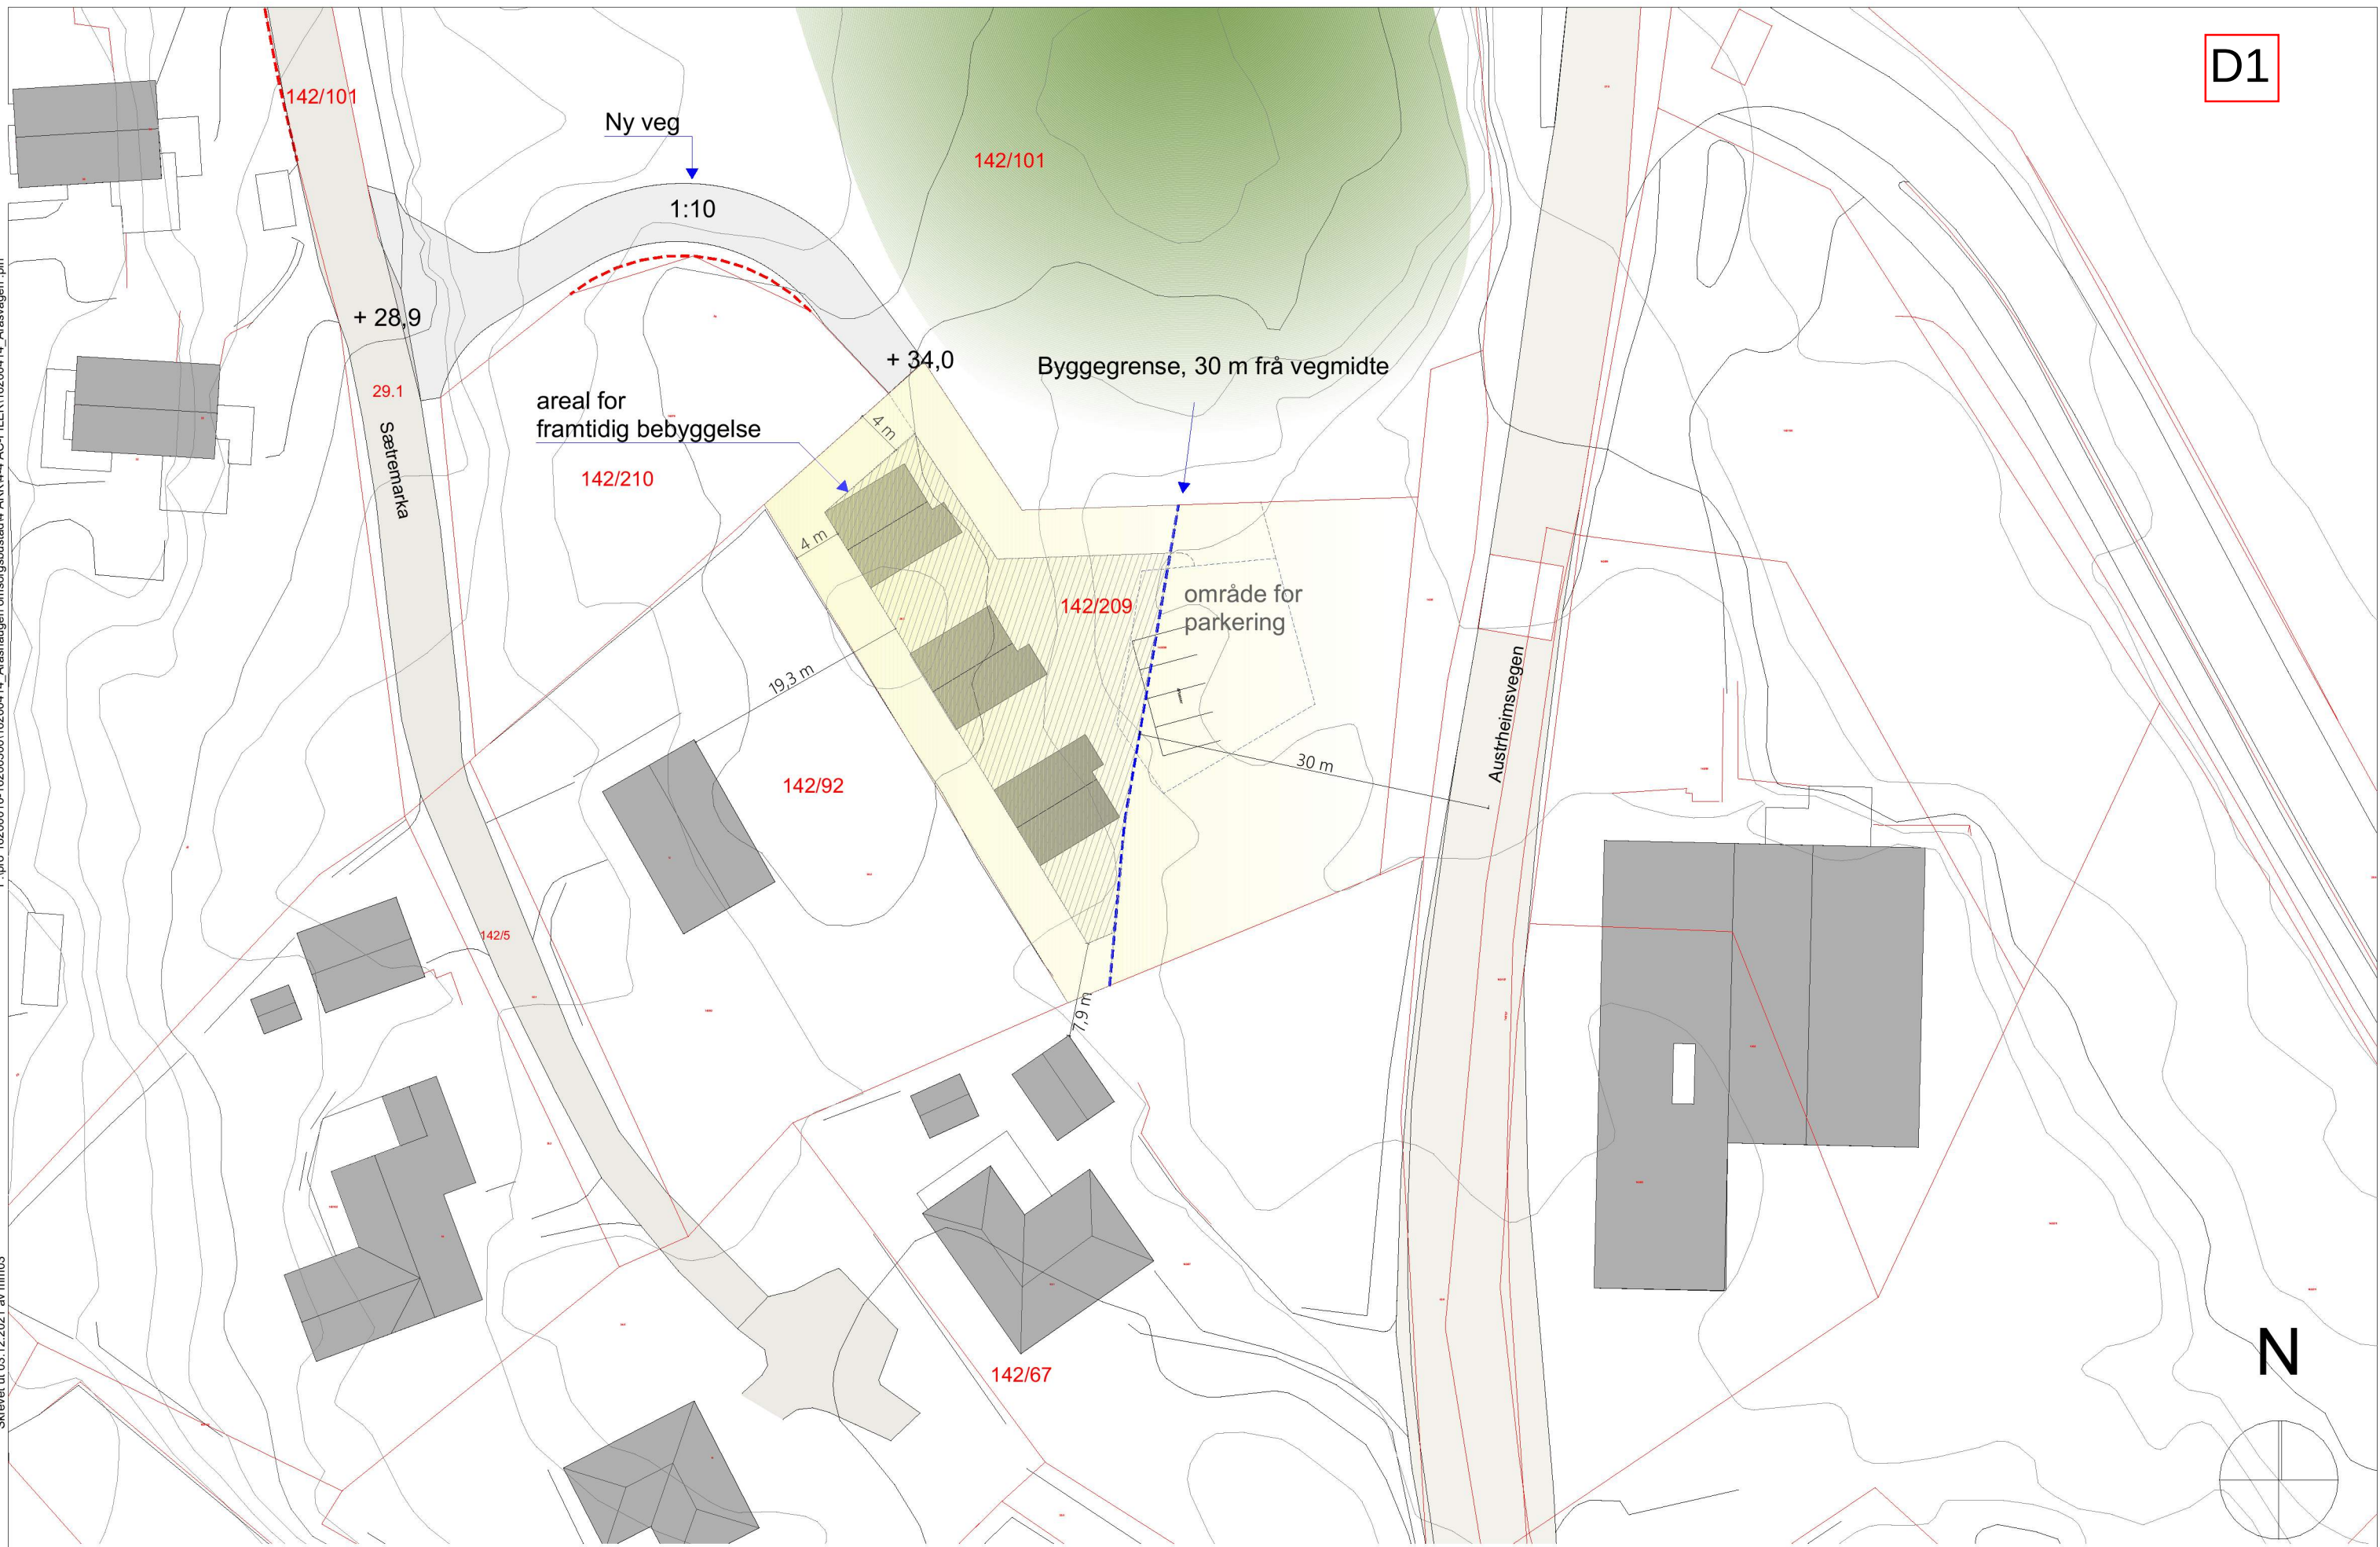 D1
142/101
Ny veg
142/101
1:10
+ 28,9
+ 34,0
Byggegrense, 30 m frå vegmidte
29.1
areal for
framtidig bebyggelse
4 m
Sætremarka
142/210
4 m
142/209
område for
parkering
19,3 m
Austrheimsvegen
30 m
142/92
142/5
7,9 m
142/67
N